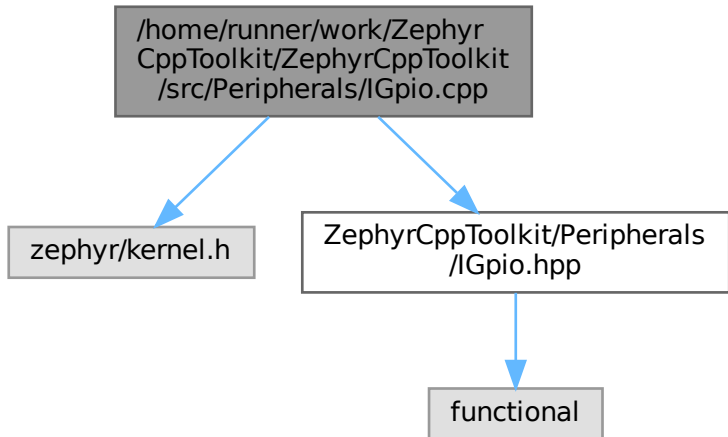 /home/runner/work/Zephyr
CppToolkit/ZephyrCppToolkit
/src/Peripherals/IGpio.cpp
zephyr/kernel.h
ZephyrCppToolkit/Peripherals
/IGpio.hpp
functional